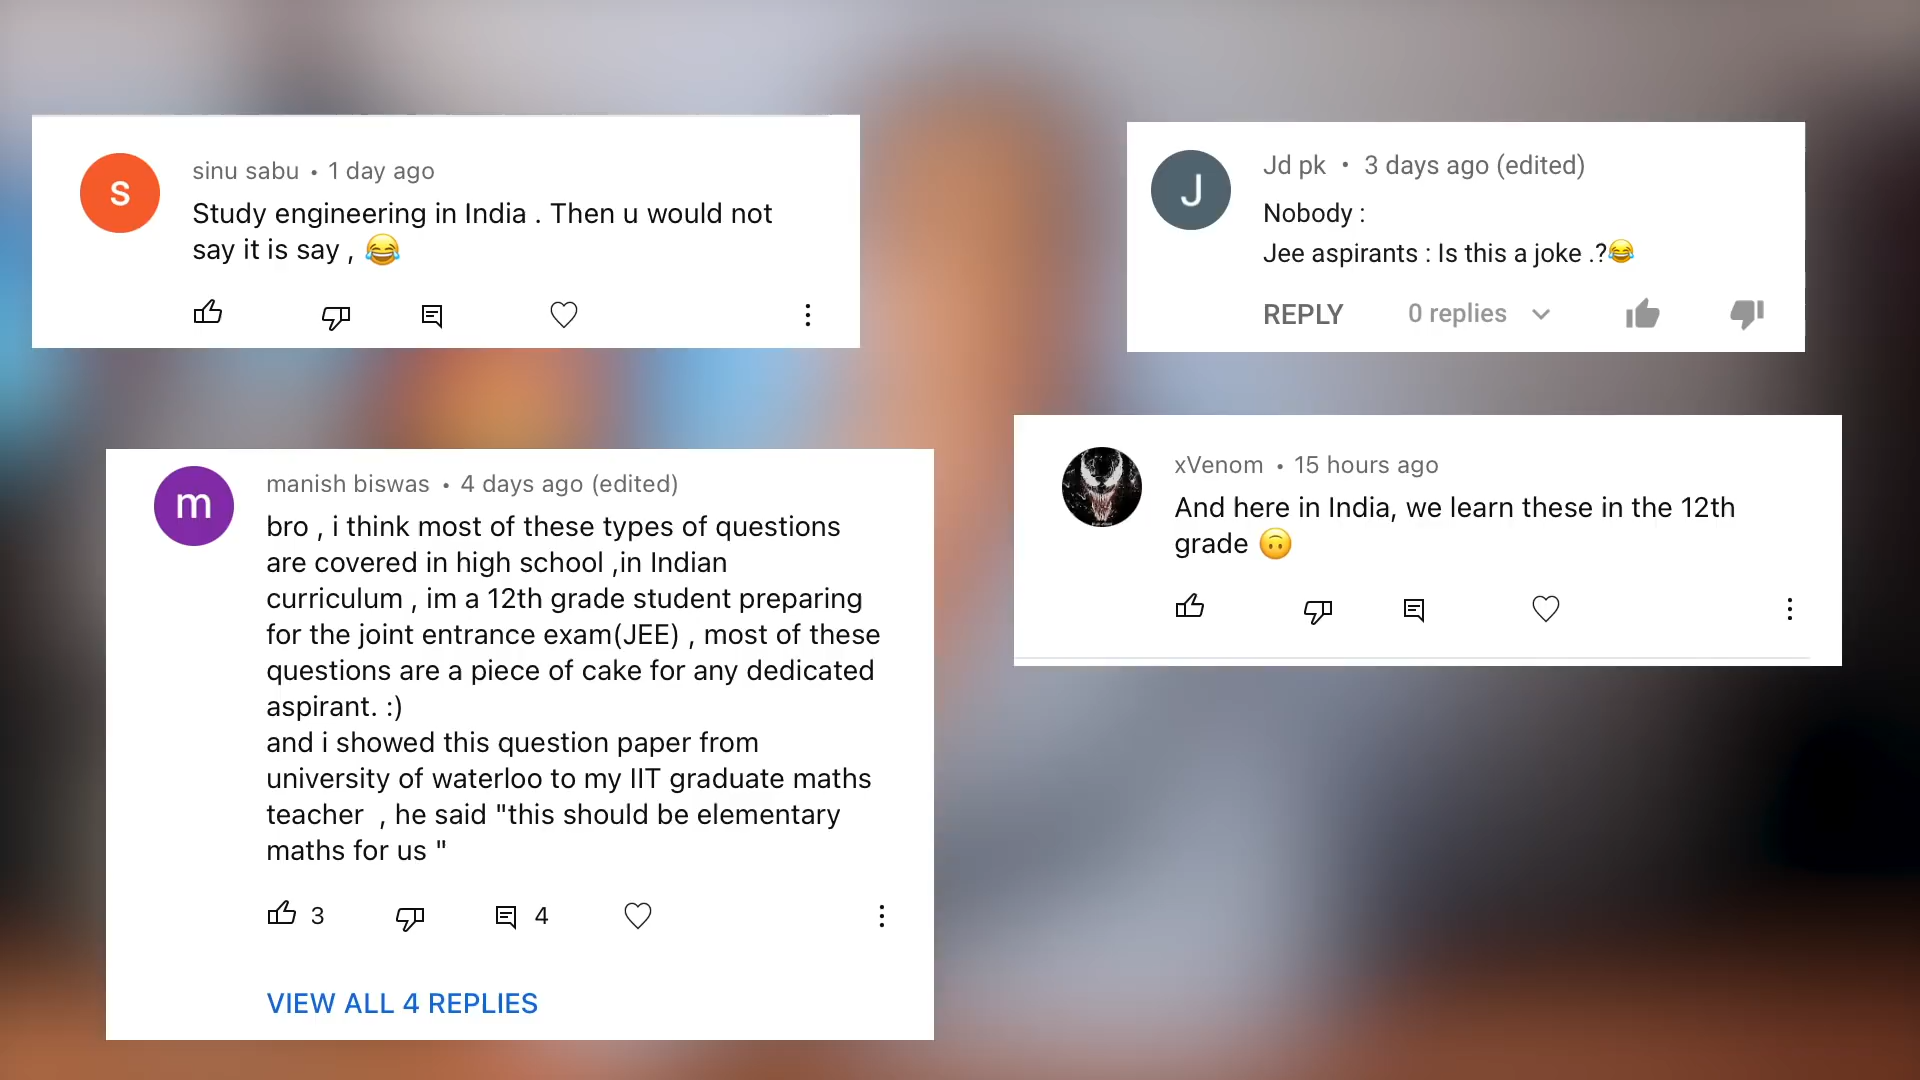 S
sinu sabu • 1 day ago
Study engineering in India . Then u would not
say it is say , 😂
J
Jd pk • 3 days ago (edited)
Nobody :
Jee aspirants : Is this a joke .?😂
REPLY 0 replies
m
manish biswas • 4 days ago (edited)
bro , i think most of these types of questions
are covered in high school ,in Indian
curriculum , im a 12th grade student preparing
for the joint entrance exam(JEE) , most of these
questions are a piece of cake for any dedicated
aspirant. :)
and i showed this question paper from
university of waterloo to my IIT graduate maths
teacher , he said "this should be elementary
maths for us "
3 4
VIEW ALL 4 REPLIES
xVenom • 15 hours ago
And here in India, we learn these in the 12th
grade 🙃